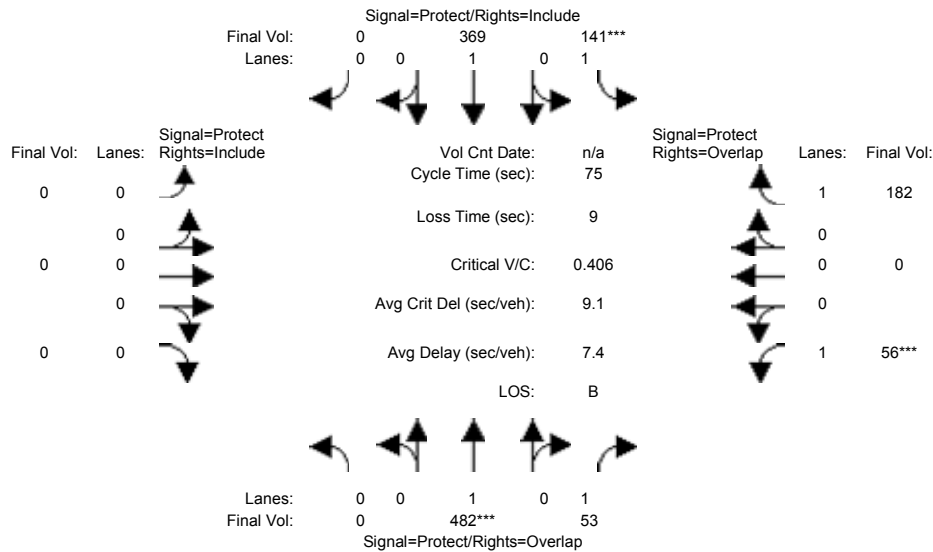 Signal=Protect/Rights=Include
Final Vol: 0 369 141***
Lanes: 0 0 1 0 1
Signal=Protect Signal=Protect
Final Vol: Lanes: Rights=Include Vol Cnt Date: n/a Rights=Overlap Lanes: Final Vol:
Cycle Time (sec): 75
0 0 1 182
Loss Time (sec): 9
0 0
0 0 Critical V/C: 0.406 0 0
0 Avg Crit Del (sec/veh): 9.1 0
0 0 Avg Delay (sec/veh): 7.4 1 56***
LOS: B
Lanes: 0 0 1 0 1
Final Vol: 0 482*** 53
Signal=Protect/Rights=Overlap